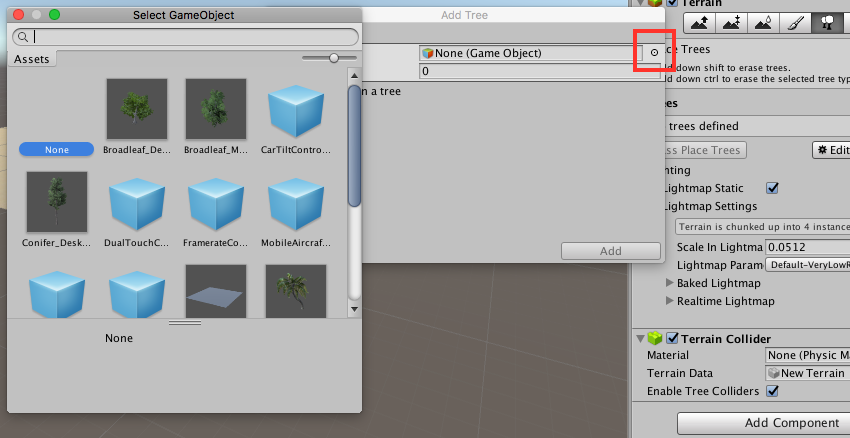 Select GameObject
Assets
None
Broadleaf_De...
Broadleaf_M...
CarTiltContro...
Conifer_Desk...
DualTouchC...
FramerateCo...
MobileAircraf...
None
Add Tree
None (Game Object)
0
n a tree
Add
Terrain
ce Trees
d down shift to erase trees.
d down ctrl to erase the selected tree typ
ees
trees defined
ss Place Trees
Edit
nting
Lightmap Static
Lightmap Settings
Terrain is chunked up into 4 instance
Scale In Lightma
0.0512
Lightmap Param
Default-VeryLowR
Baked Lightmap
Realtime Lightmap
Terrain Collider
Material
None (Physic Ma
Terrain Data
New Terrain
Enable Tree Colliders
Add Component